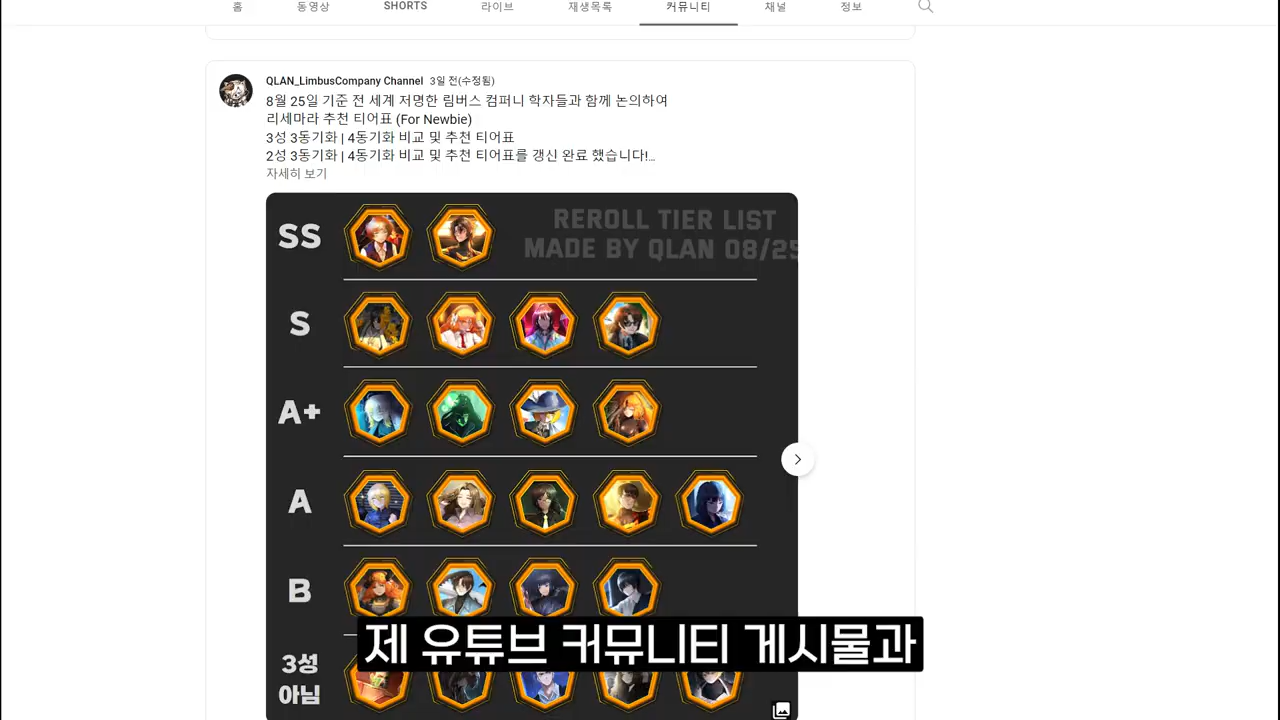 홈 동영상 SHORTS 라이브 재생목록 커뮤니티 채널 정보
QLAN_LimbusCompany Channel 3일 전(수정됨)
8월 25일 기준 전 세계 저명한 림버스 컴퍼니 학자들과 함께 논의하여
리세마라 추천 티어표 (For Newbie)
3성 3동기화 | 4동기화 비교 및 추천 티어표
2성 3동기화 | 4동기화 비교 및 추천 티어표를 갱신 완료 했습니다!...
자세히 보기
REROLL TIER LIST
MADE BY QLAN 08/25
SS
S
A+
A
B
3성
아님
제 유튜브 커뮤니티 게시물과